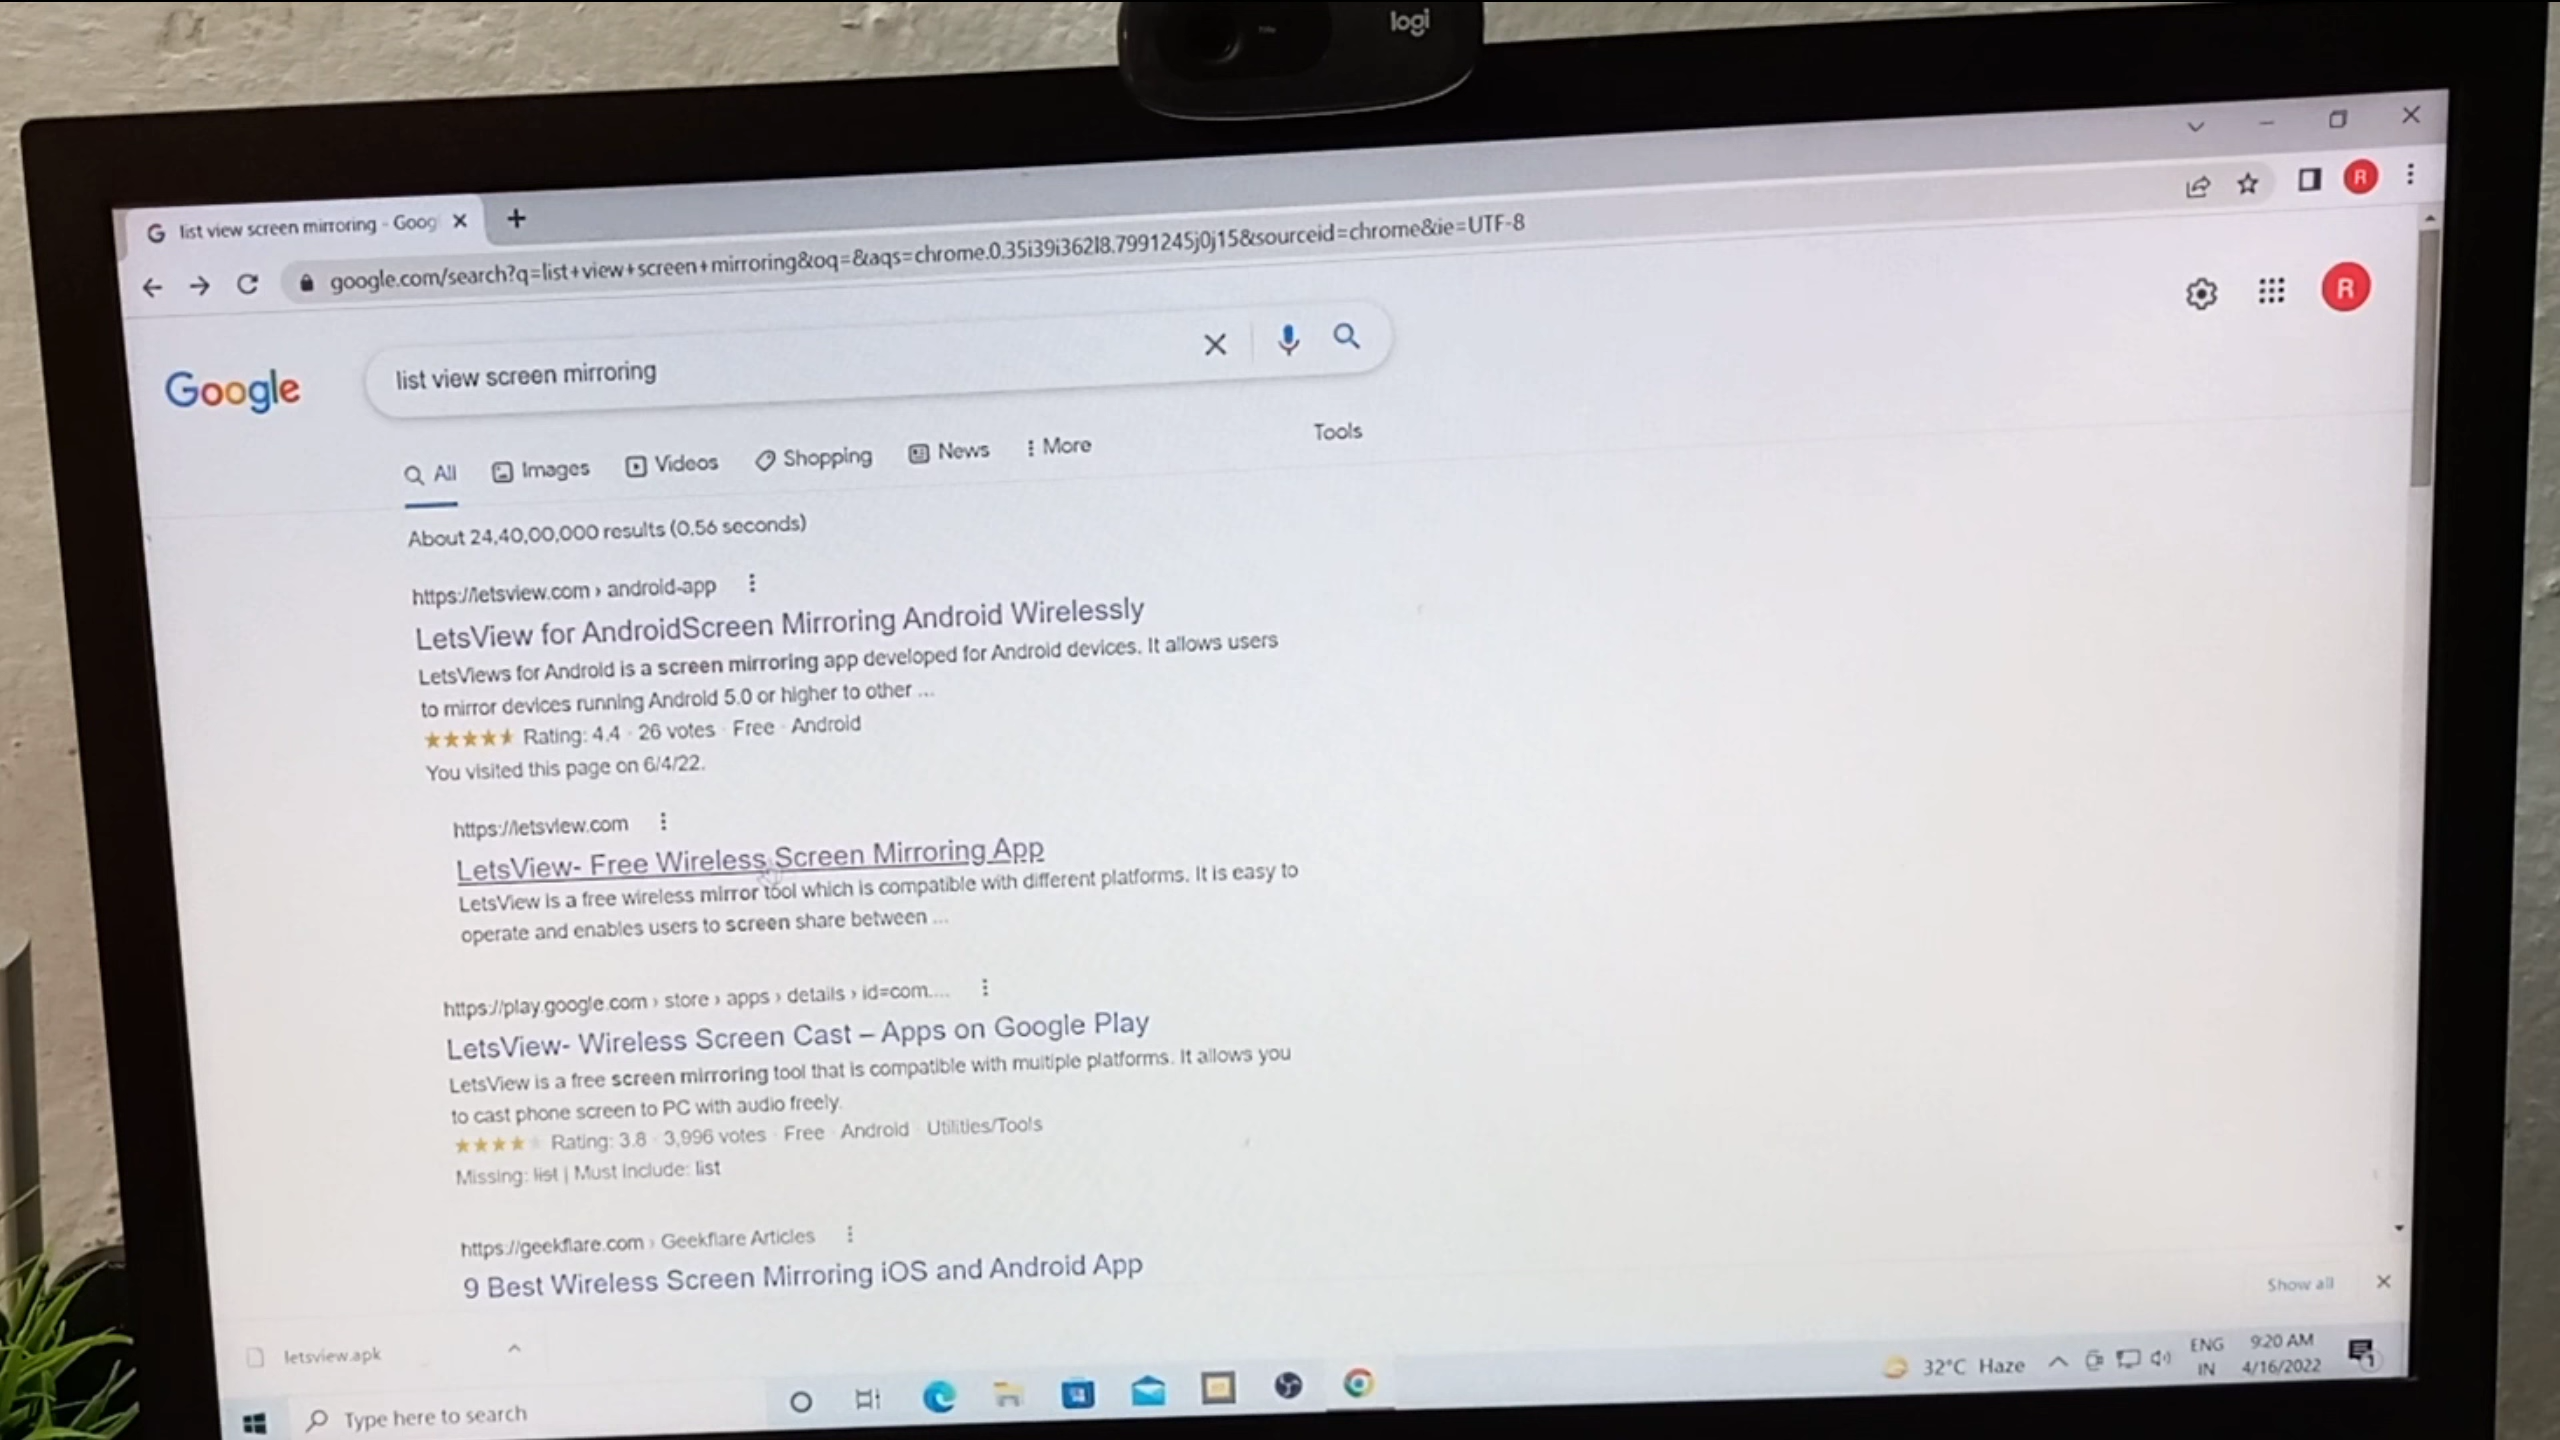 logi
list view screen mirroring - Goog
google.com/search?q=list+view+screen+mirroring&oq=&aqs=chrome.0.35i39i362l8.7991245j0j15&sourceid=chrome&ie=UTF-8
R
Google
list view screen mirroring
R
All Images Videos Shopping News More Tools
About 24,40,00,000 results (0.56 seconds)
https://letsview.com › android-app
LetsView for AndroidScreen Mirroring Android Wirelessly
LetsViews for Android is a screen mirroring app developed for Android devices. It allows users
to mirror devices running Android 5.0 or higher to other ...
Rating: 4.4 · 26 votes · Free · Android
You visited this page on 6/4/22.
https://letsview.com
LetsView- Free Wireless Screen Mirroring App
LetsView is a free wireless mirror tool which is compatible with different platforms. It is easy to
operate and enables users to screen share between ...
https://play.google.com › store › apps › details › id=com....
LetsView- Wireless Screen Cast – Apps on Google Play
LetsView is a free screen mirroring tool that is compatible with multiple platforms. It allows you
to cast phone screen to PC with audio freely.
Rating: 3.8 · 3,996 votes · Free · Android · Utilities/Tools
Missing: list | Must include: list
https://geekflare.com › Geekflare Articles
9 Best Wireless Screen Mirroring iOS and Android App
Show all
letsview.apk
Type here to search
32°C Haze
ENG
IN
9:20 AM
4/16/2022
1